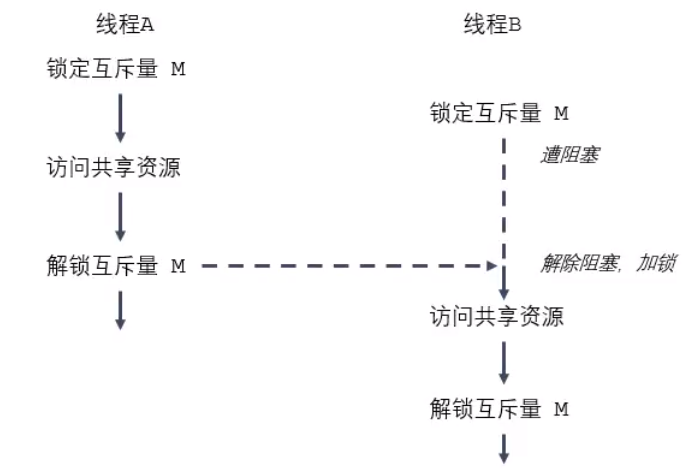 线程A
线程B
锁定互斥量 M
锁定互斥量 M
遭阻塞
访问共享资源
解锁互斥量 M
解除阻塞，加锁
访问共享资源
解锁互斥量 M